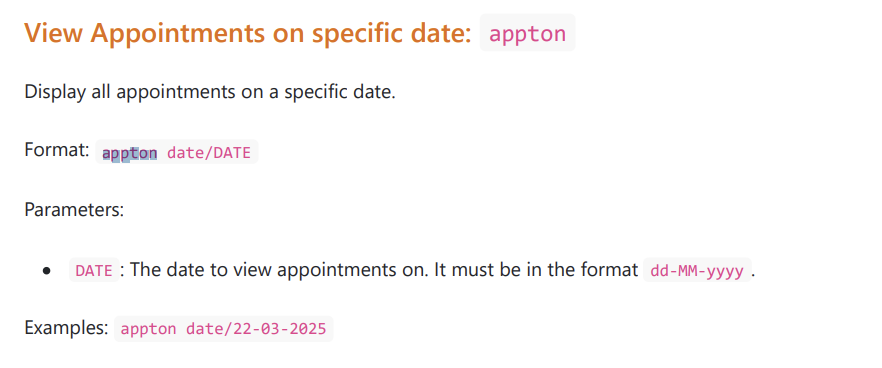 View Appointments on specific date: appton
Display all appointments on a specific date.
Format: appton date/DATE
Parameters:
• DATE : The date to view appointments on. It must be in the format dd-MM-yyyy .
Examples: appton date/22-03-2025